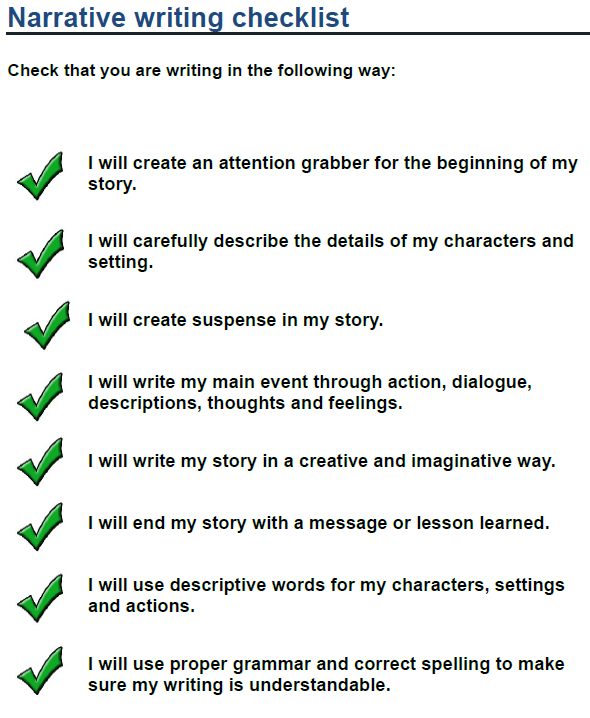 Narrative writing checklist
Check that you are writing in the following way:
I will create an attention grabber for the beginning of my
story.
I will carefully describe the details of my characters and
setting.
I will create suspense in my story.
I will write my main event through action, dialogue,
descriptions, thoughts and feelings.
I will write my story in a creative and imaginative way.
I will end my story with a message or lesson learned.
I will use descriptive words for my characters, settings
and actions.
I will use proper grammar and correct spelling to make
sure my writing is understandable.